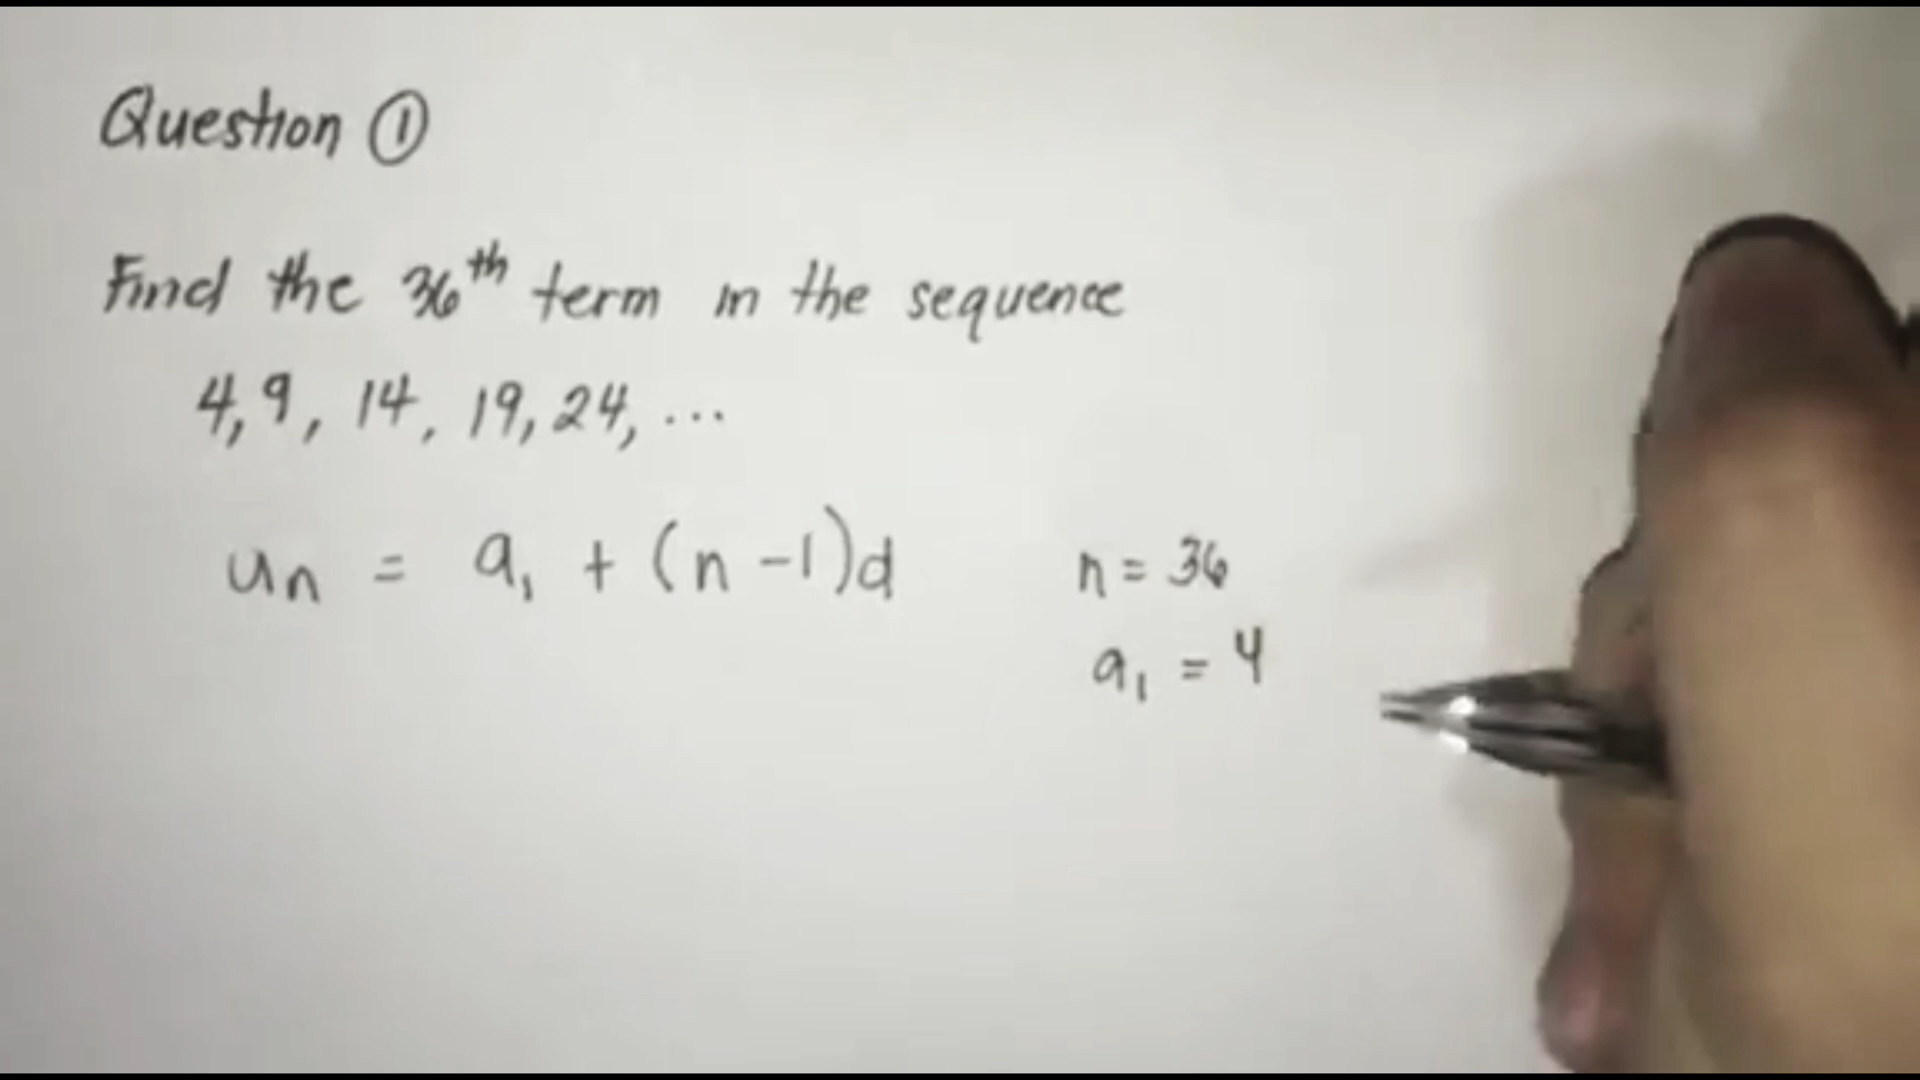 Question ①
Find the 36th term in the sequence
4, 9, 14, 19, 24, ...
un = a1 + (n-1)d n = 36
a1 = 4